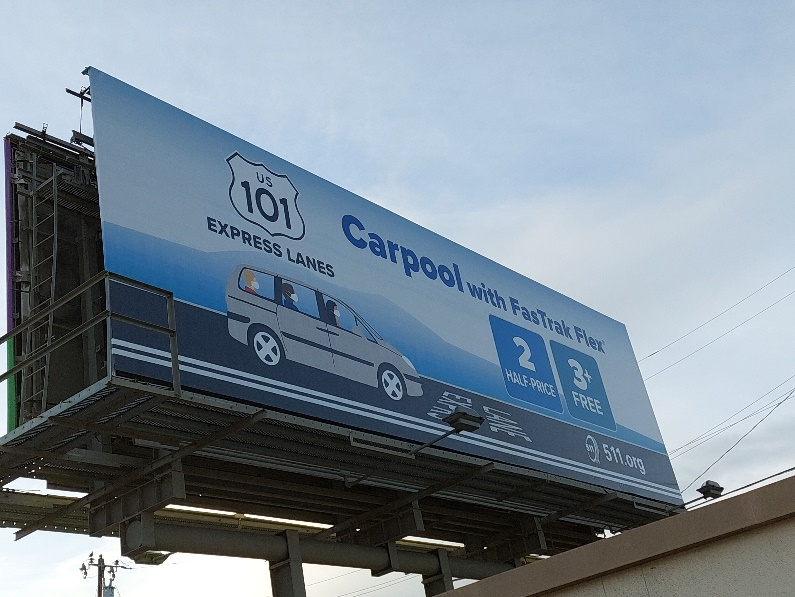 US
101
EXPRESS LANES
Carpool with FasTrak Flex®
2
HALF-PRICE
3+
FREE
511.org